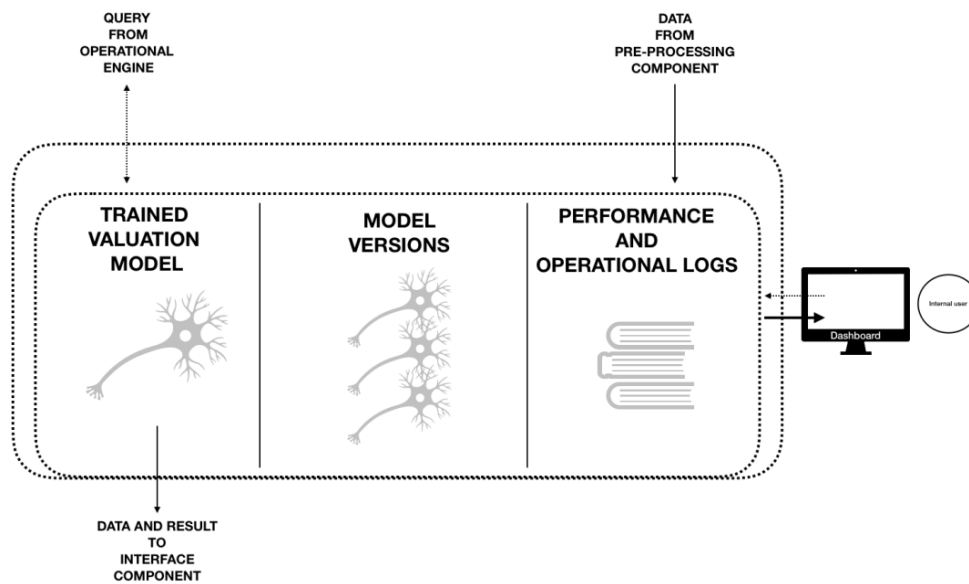 QUERY
FROM
OPERATIONAL
ENGINE
DATA
FROM
PRE-PROCESSING
COMPONENT
TRAINED
VALUATION
MODEL
MODEL
VERSIONS
PERFORMANCE
AND
OPERATIONAL LOGS
Dashboard
Internal user
DATA AND RESULT
TO
INTERFACE
COMPONENT